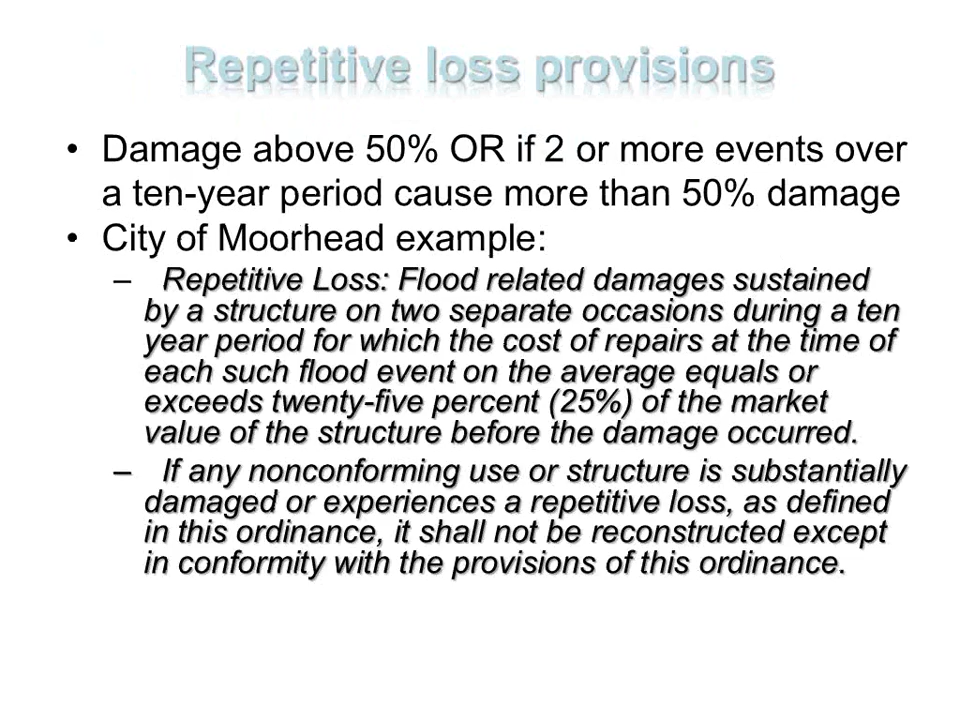 Repetitive loss provisions
• Damage above 50% OR if 2 or more events over
a ten-year period cause more than 50% damage
• City of Moorhead example:
– Repetitive Loss: Flood related damages sustained
by a structure on two separate occasions during a ten
year period for which the cost of repairs at the time of
each such flood event on the average equals or
exceeds twenty-five percent (25%) of the market
value of the structure before the damage occurred.
– If any nonconforming use or structure is substantially
damaged or experiences a repetitive loss, as defined
in this ordinance, it shall not be reconstructed except
in conformity with the provisions of this ordinance.